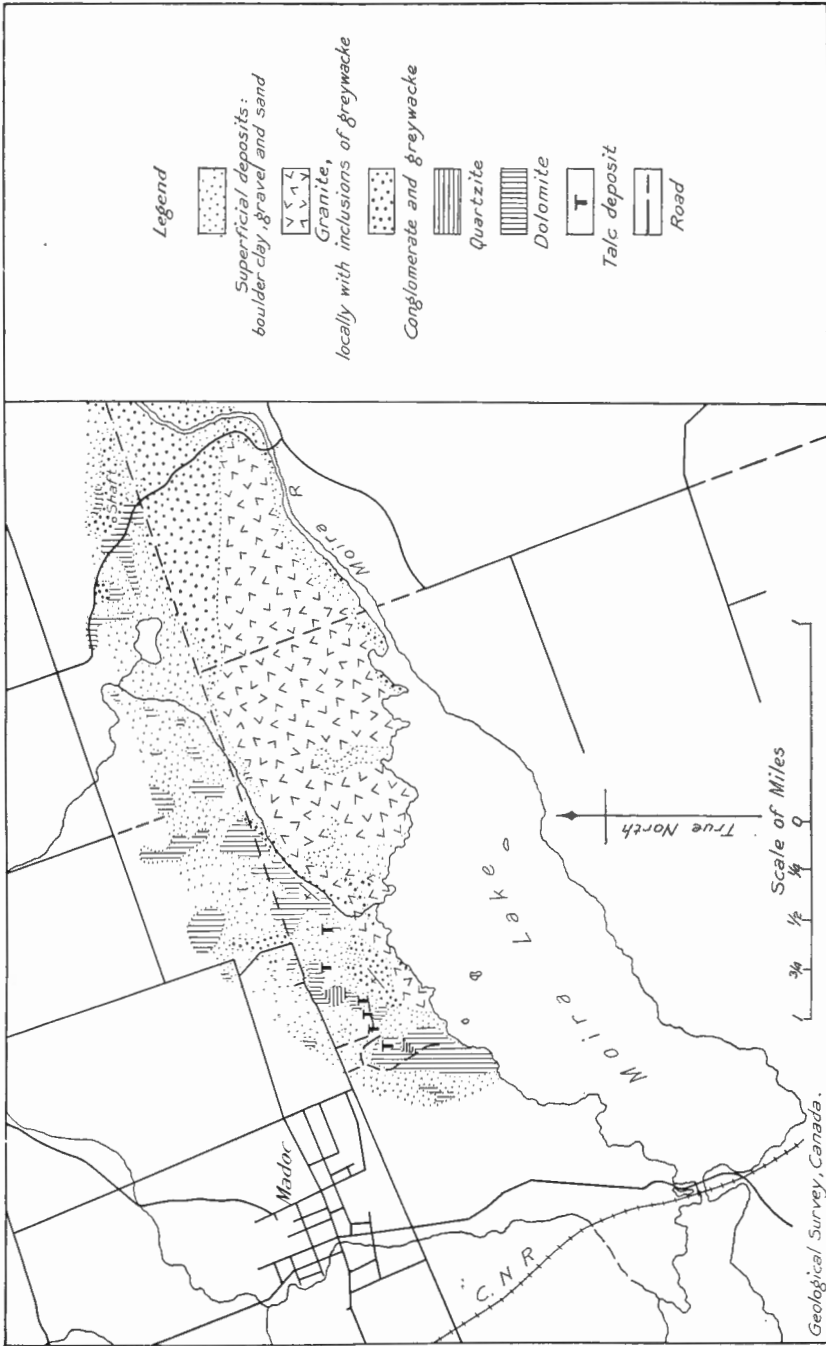 Legend
Superficial deposits:
boulder clay, gravel and sand
Granite,
locally with inclusions of greywacke
Conglomerate and greywacke
Quartzite
Dolomite
Talc deposit
Road
Shaft
Moira R
Madoc
Moira Lake
True North
C. N. R
Scale of Miles
1 3/4 1/2 1/4 0 1
Geological Survey, Canada.